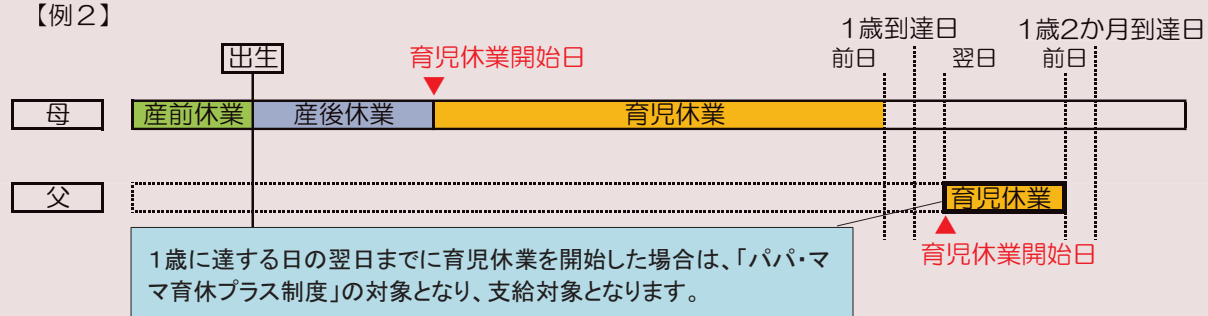 【例２】
１歳到達日 １歳２か月到達日
出生 育児休業開始日 前日 翌日 前日
母 産前休業 産後休業 育児休業
父 育児休業
育児休業開始日
１歳に達する日の翌日までに育児休業を開始した場合は、「パパ・マ
マ育休プラス制度」の対象となり、支給対象となります。